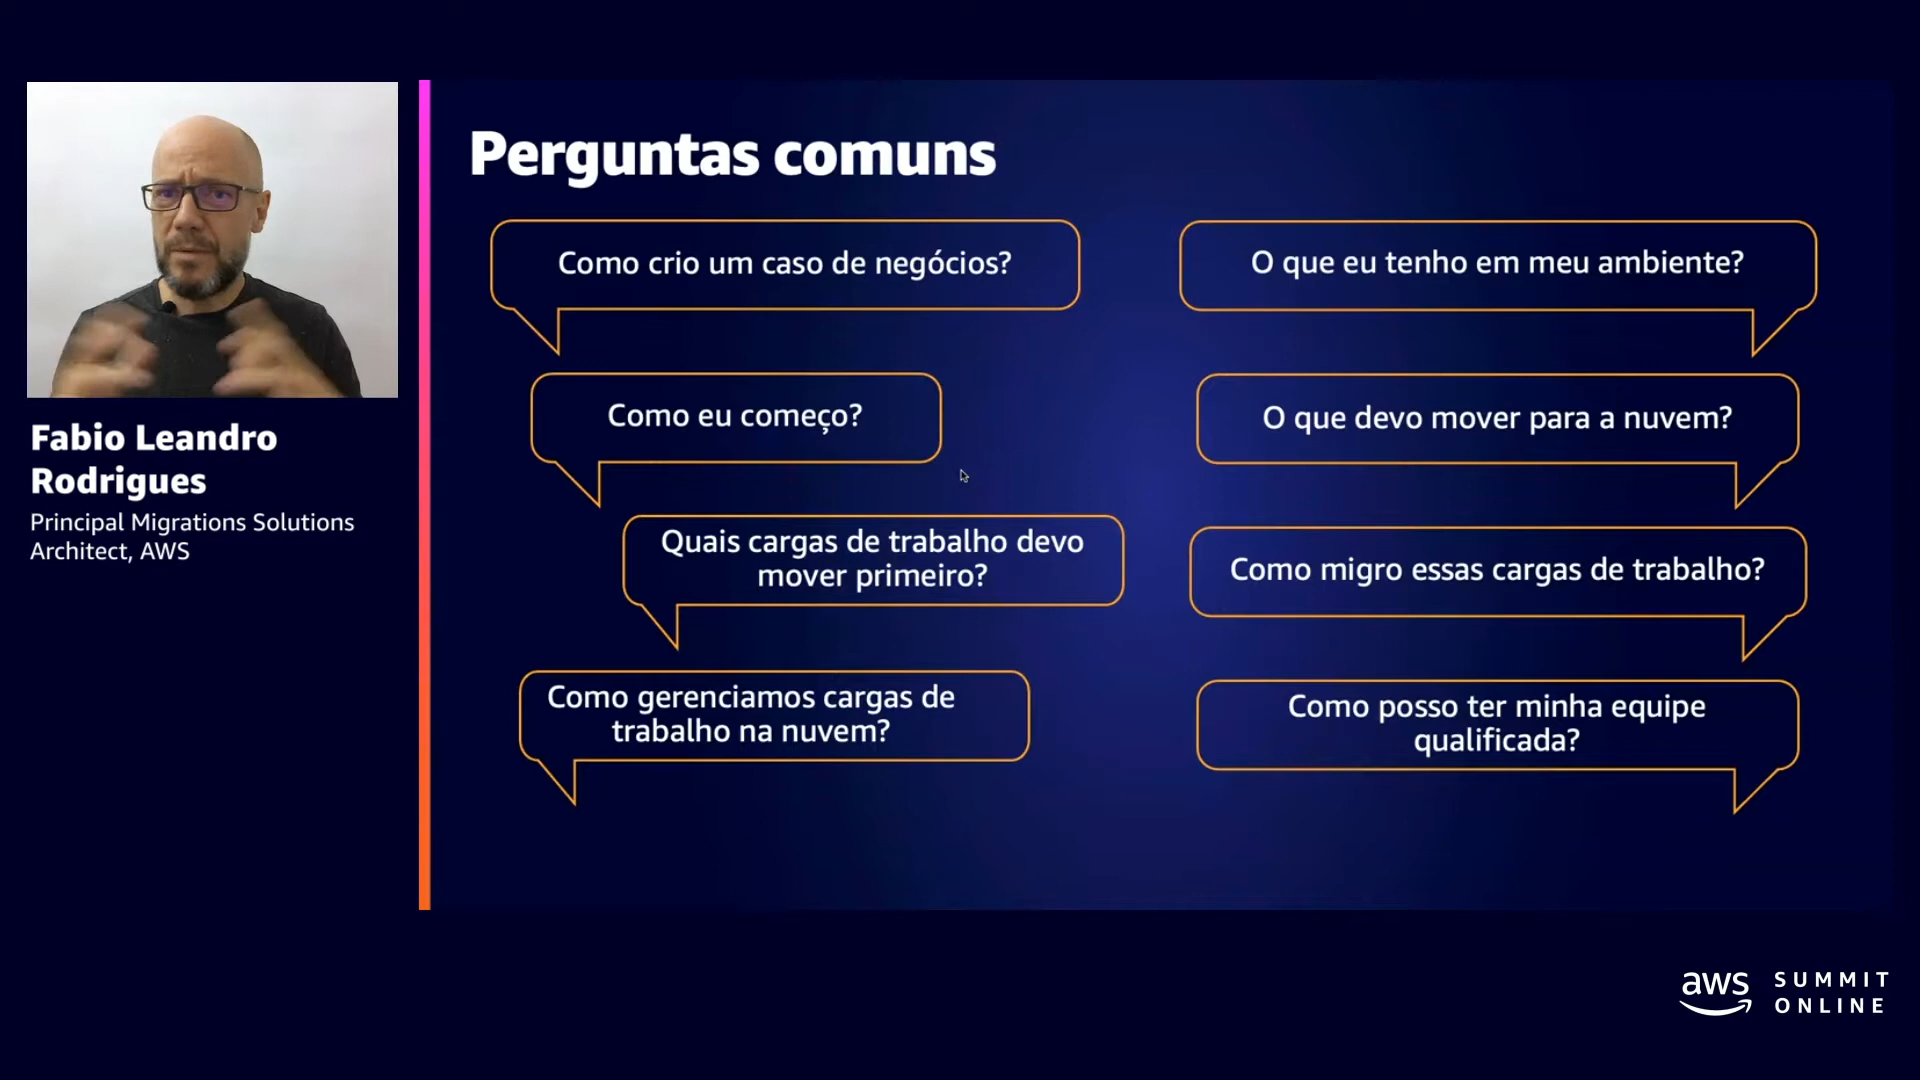 Fabio Leandro
Rodrigues
Principal Migrations Solutions
Architect, AWS
Perguntas comuns
Como crio um caso de negócios?
O que eu tenho em meu ambiente?
Como eu começo?
O que devo mover para a nuvem?
Quais cargas de trabalho devo
mover primeiro?
Como migro essas cargas de trabalho?
Como gerenciamos cargas de
trabalho na nuvem?
Como posso ter minha equipe
qualificada?
aws
SUMMIT
ONLINE